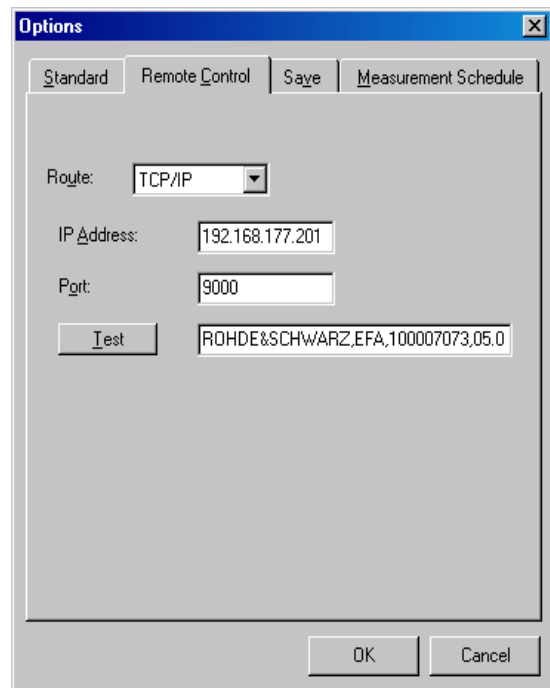 Options
Standard Remote Control Save Measurement Schedule
Route: TCP/IP
IP Address: 192.168.177.201
Port: 9000
Test ROHDE&SCHWARZ,EFA,100007073,05.0
OK Cancel